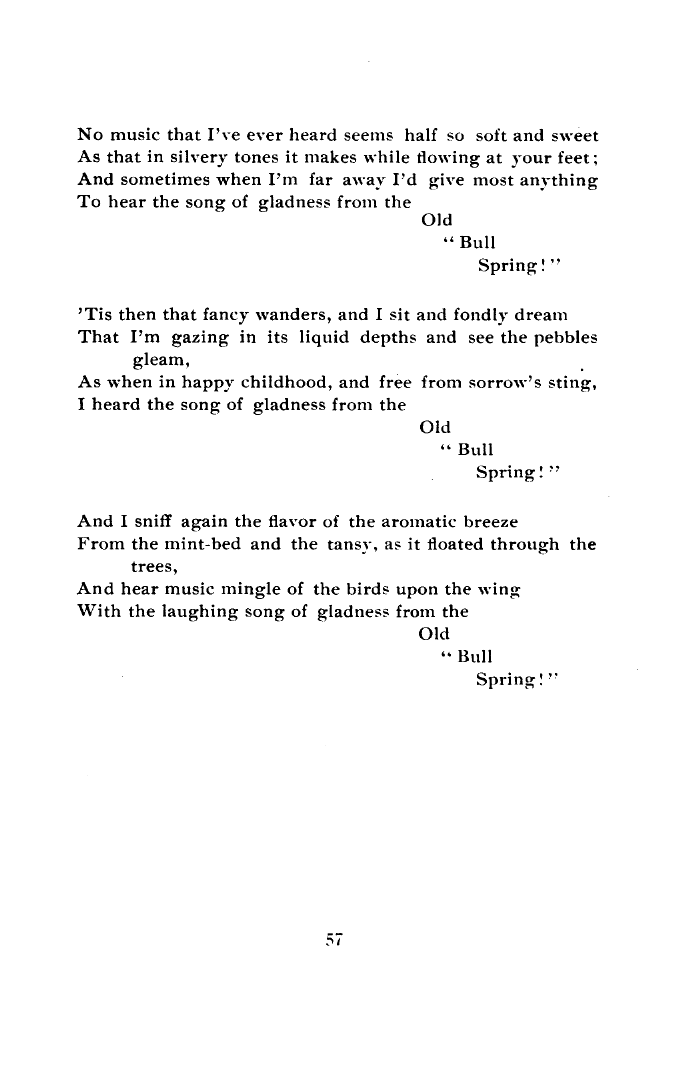 No music that I've ever heard seems half so soft and sweet
As that in silvery tones it makes while flowing at your feet;
And sometimes when I'm far away I'd give most anything
To hear the song of gladness from the
Old
“Bull
Spring!”
’Tis then that fancy wanders, and I sit and fondly dream
That I'm gazing in its liquid depths and see the pebbles
gleam,
As when in happy childhood, and free from sorrow's sting,
I heard the song of gladness from the
Old
“Bull
Spring!”
And I sniff again the flavor of the aromatic breeze
From the mint-bed and the tansy, as it floated through the
trees,
And hear music mingle of the birds upon the wing
With the laughing song of gladness from the
Old
“Bull
Spring!”
57